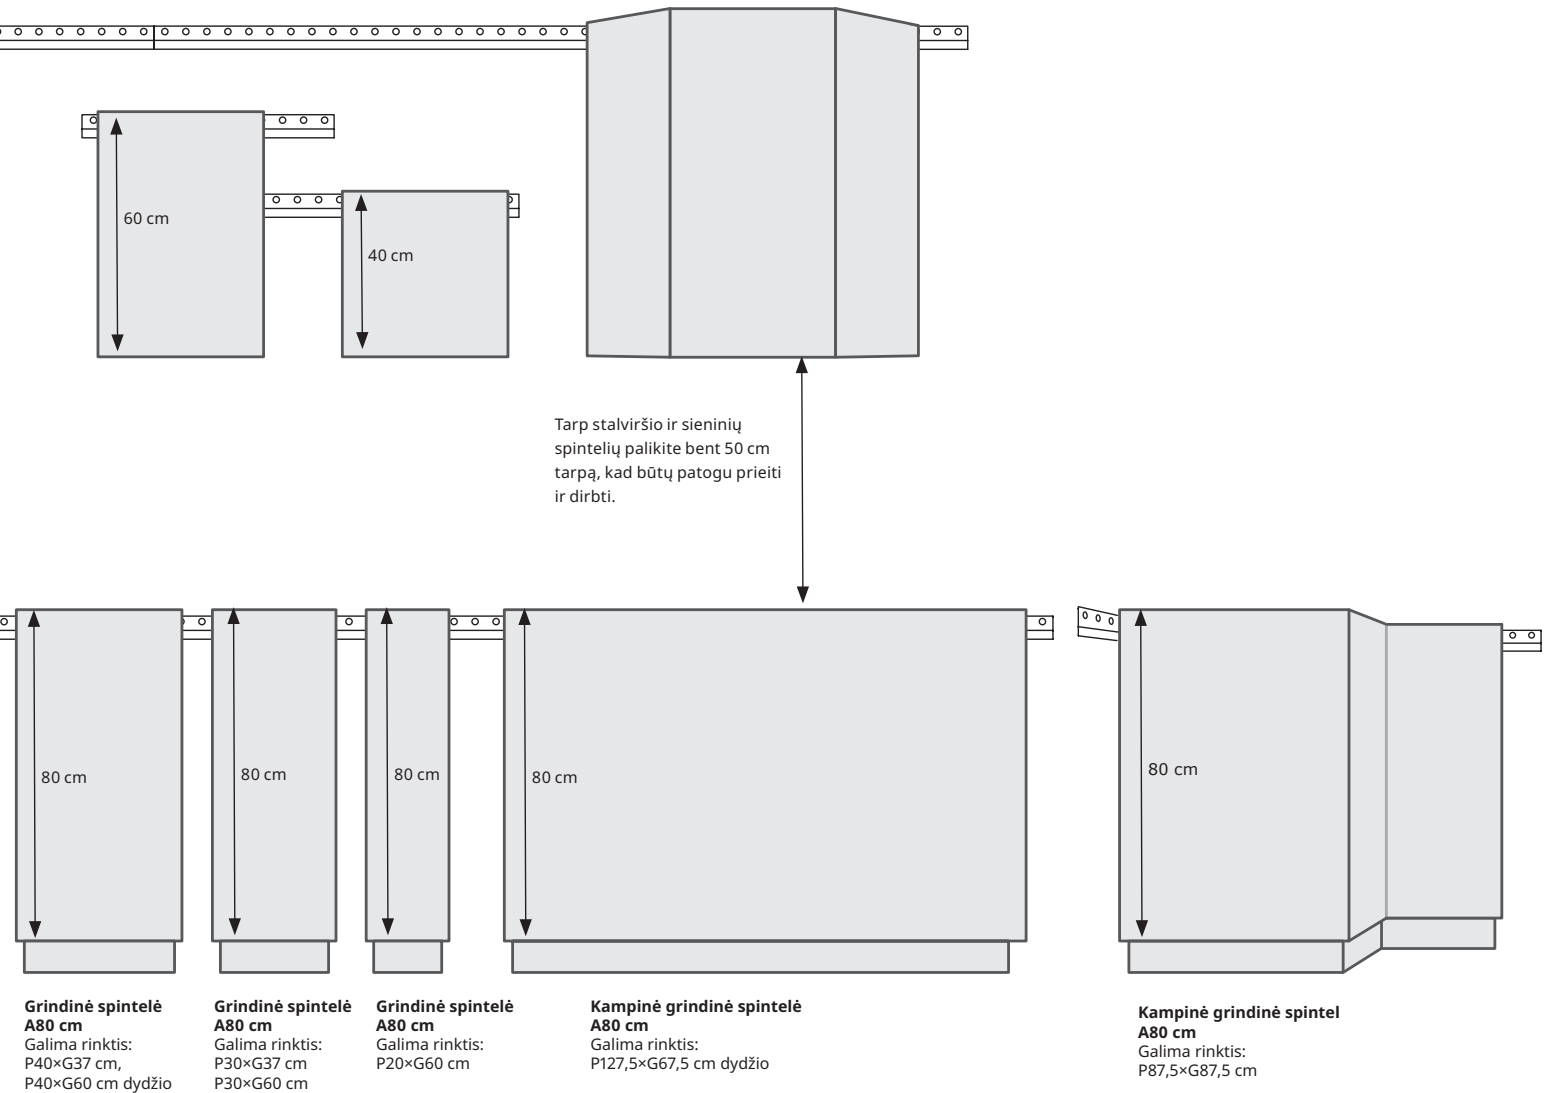 60 cm
40 cm
Tarp stalviršio ir sieninių
spintelių palikite bent 50 cm
tarpą, kad būtų patogu prieiti
ir dirbti.
80 cm
80 cm
80 cm
80 cm
80 cm
Grindinė spintelė
A80 cm
Galima rinktis:
P40×G37 cm,
P40×G60 cm dydžio
Grindinė spintelė
A80 cm
Galima rinktis:
P30×G37 cm
P30×G60 cm
Grindinė spintelė
A80 cm
Galima rinktis:
P20×G60 cm
Kampinė grindinė spintelė
A80 cm
Galima rinktis:
P127,5×G67,5 cm dydžio
Kampinė grindinė spintel
A80 cm
Galima rinktis:
P87,5×G87,5 cm